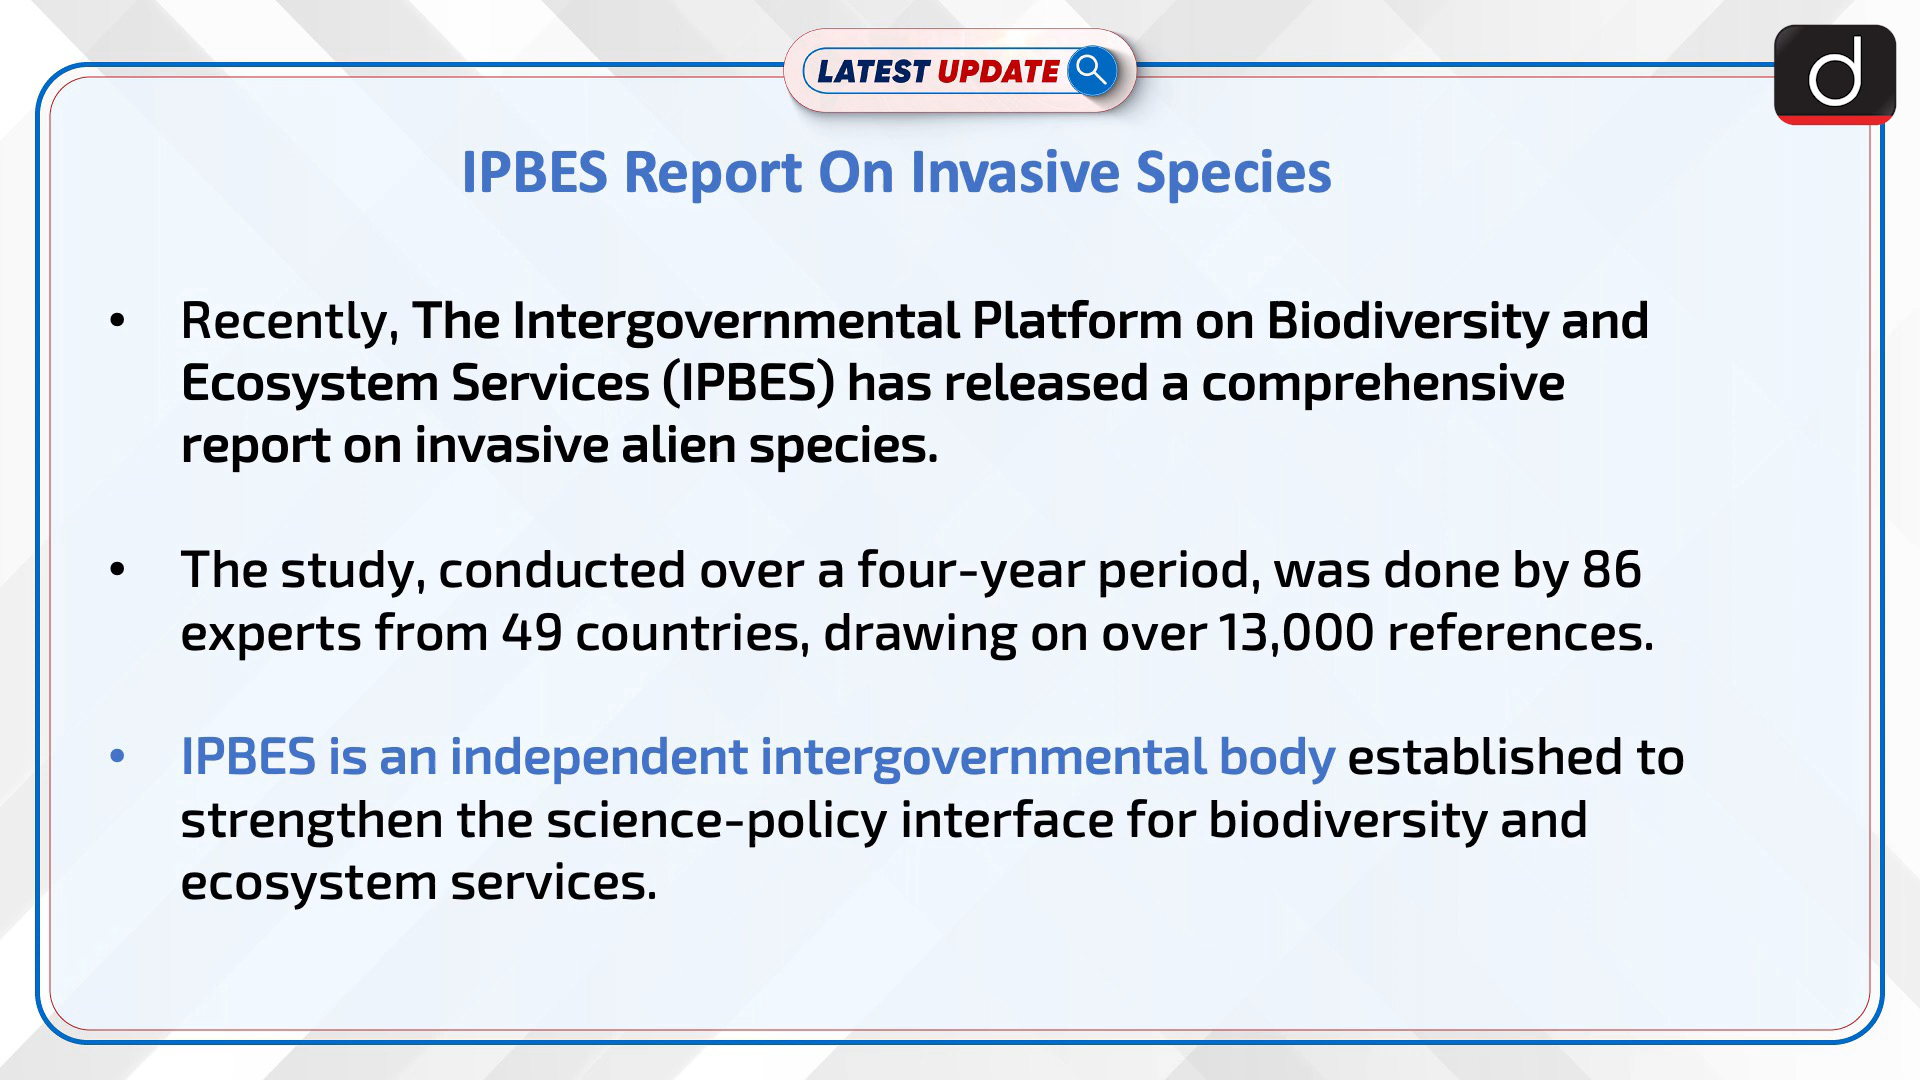 LATEST UPDATE
d
IPBES Report On Invasive Species
• Recently, The Intergovernmental Platform on Biodiversity and
Ecosystem Services (IPBES) has released a comprehensive
report on invasive alien species.
• The study, conducted over a four-year period, was done by 86
experts from 49 countries, drawing on over 13,000 references.
• IPBES is an independent intergovernmental body established to
strengthen the science-policy interface for biodiversity and
ecosystem services.